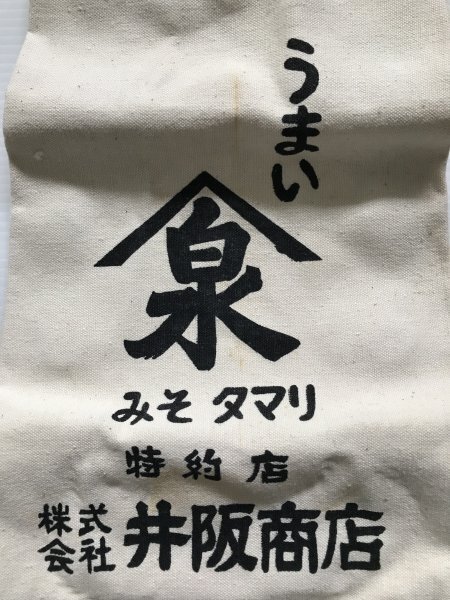 うまい
泉
みそ タマリ
特約店
株式会社 井阪商店